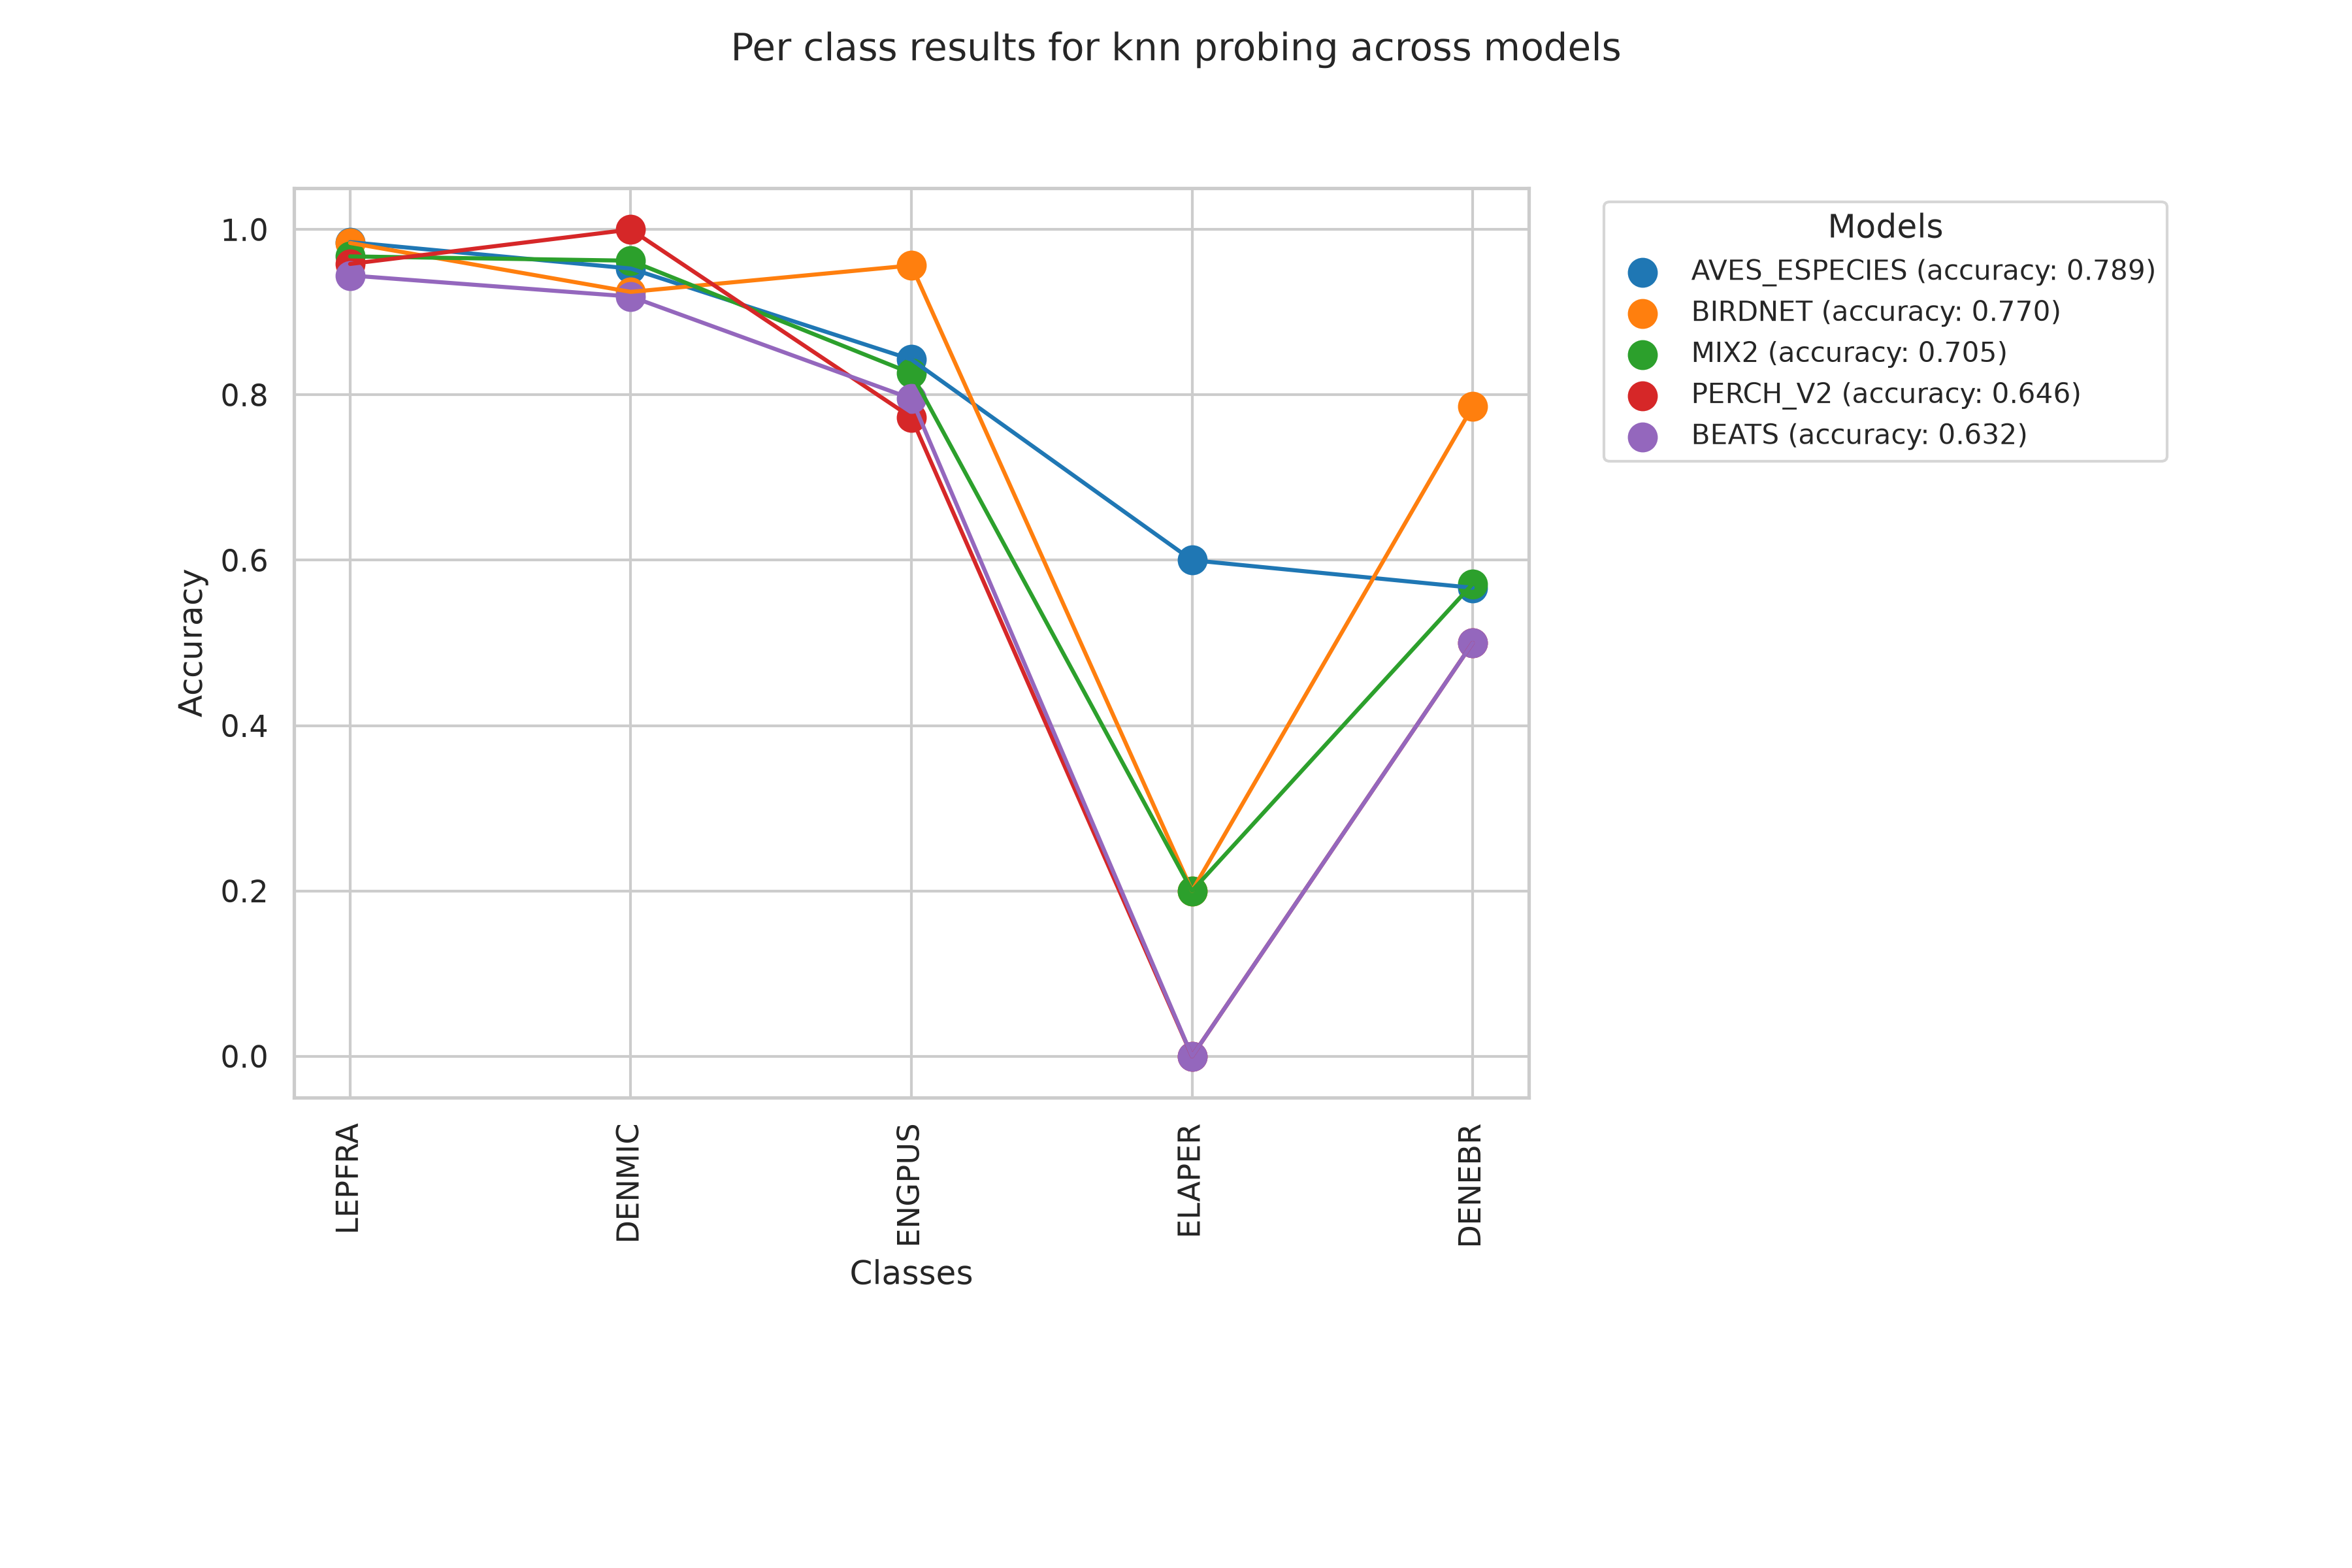 Per class results for knn probing across models
1.0
0.8
0.6
0.4
0.2
0.0
Accuracy
LEPFRA
DENMIC
ENGPUS
ELAPER
DENEBR
Classes
Models
AVES_ESPECIES (accuracy: 0.789)
BIRDNET (accuracy: 0.770)
MIX2 (accuracy: 0.705)
PERCH_V2 (accuracy: 0.646)
BEATS (accuracy: 0.632)